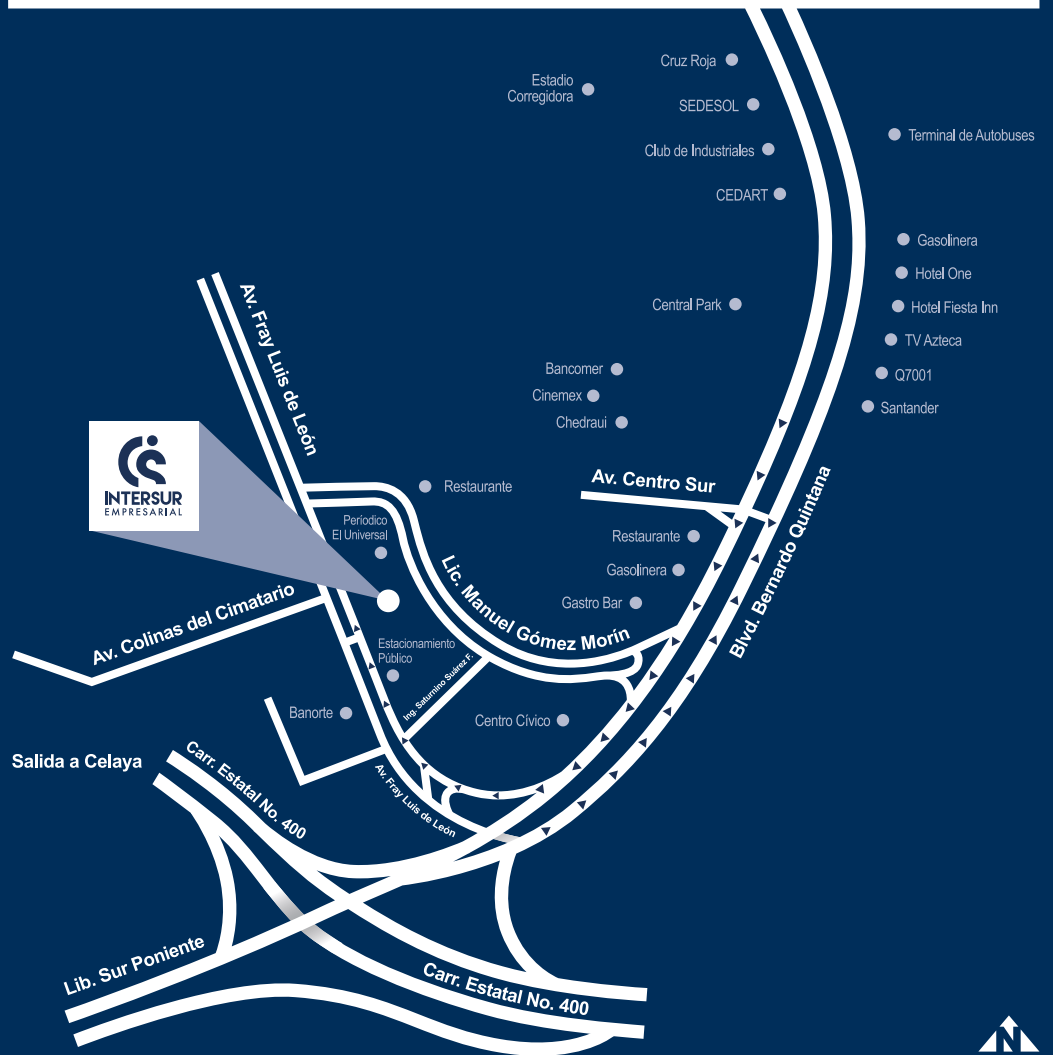 Cruz Roja
Estadio
Corregidora
SEDESOL
Terminal de Autobuses
Club de Industriales
CEDART
Gasolinera
Hotel One
Central Park
Hotel Fiesta Inn
TV Azteca
Bancomer
Q7001
Cinemex
Santander
Chedraui
Av. Fray Luis de León
INTERSUR
EMPRESARIAL
Av. Centro Sur
Restaurante
Periódico
El Universal
Restaurante
Gasolinera
Gastro Bar
Blvd. Bernardo Quintana
Lic. Manuel Gómez Morín
Av. Colinas del Cimatario
Estacionamiento
Público
Ing. Saturnino Suárez F.
Banorte
Centro Cívico
Salida a Celaya
Carr. Estatal No. 400
Av. Fray Luis de León
Lib. Sur Poniente
Carr. Estatal No. 400
N